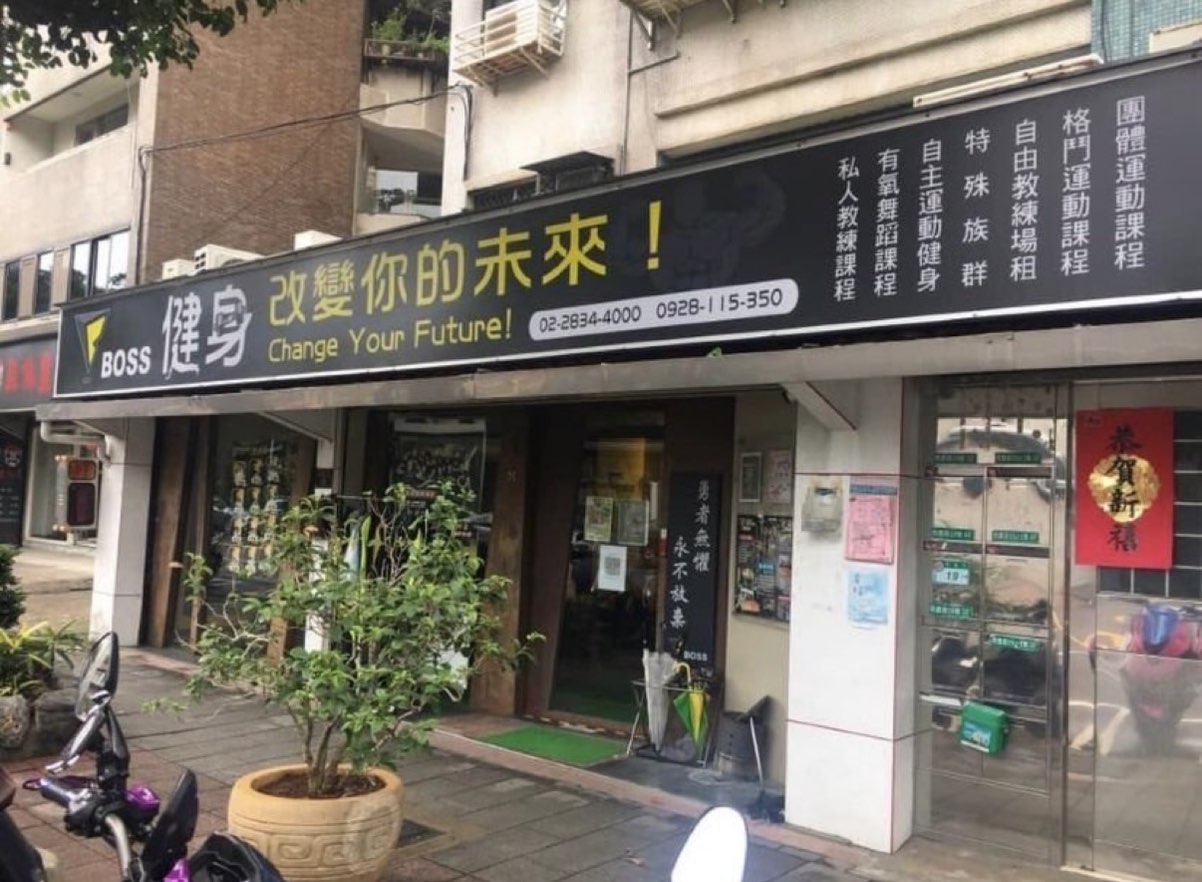 BOSS 健身
改變你的未來！
Change Your Future!
02-2834-4000 0928-115-350
私人教練課程
有氧舞蹈課程
自主運動健身
特殊族群
自由教練場租
格鬥運動課程
團體運動課程
勇者無懼
永不放棄！
BOSS
恭賀新禧
19